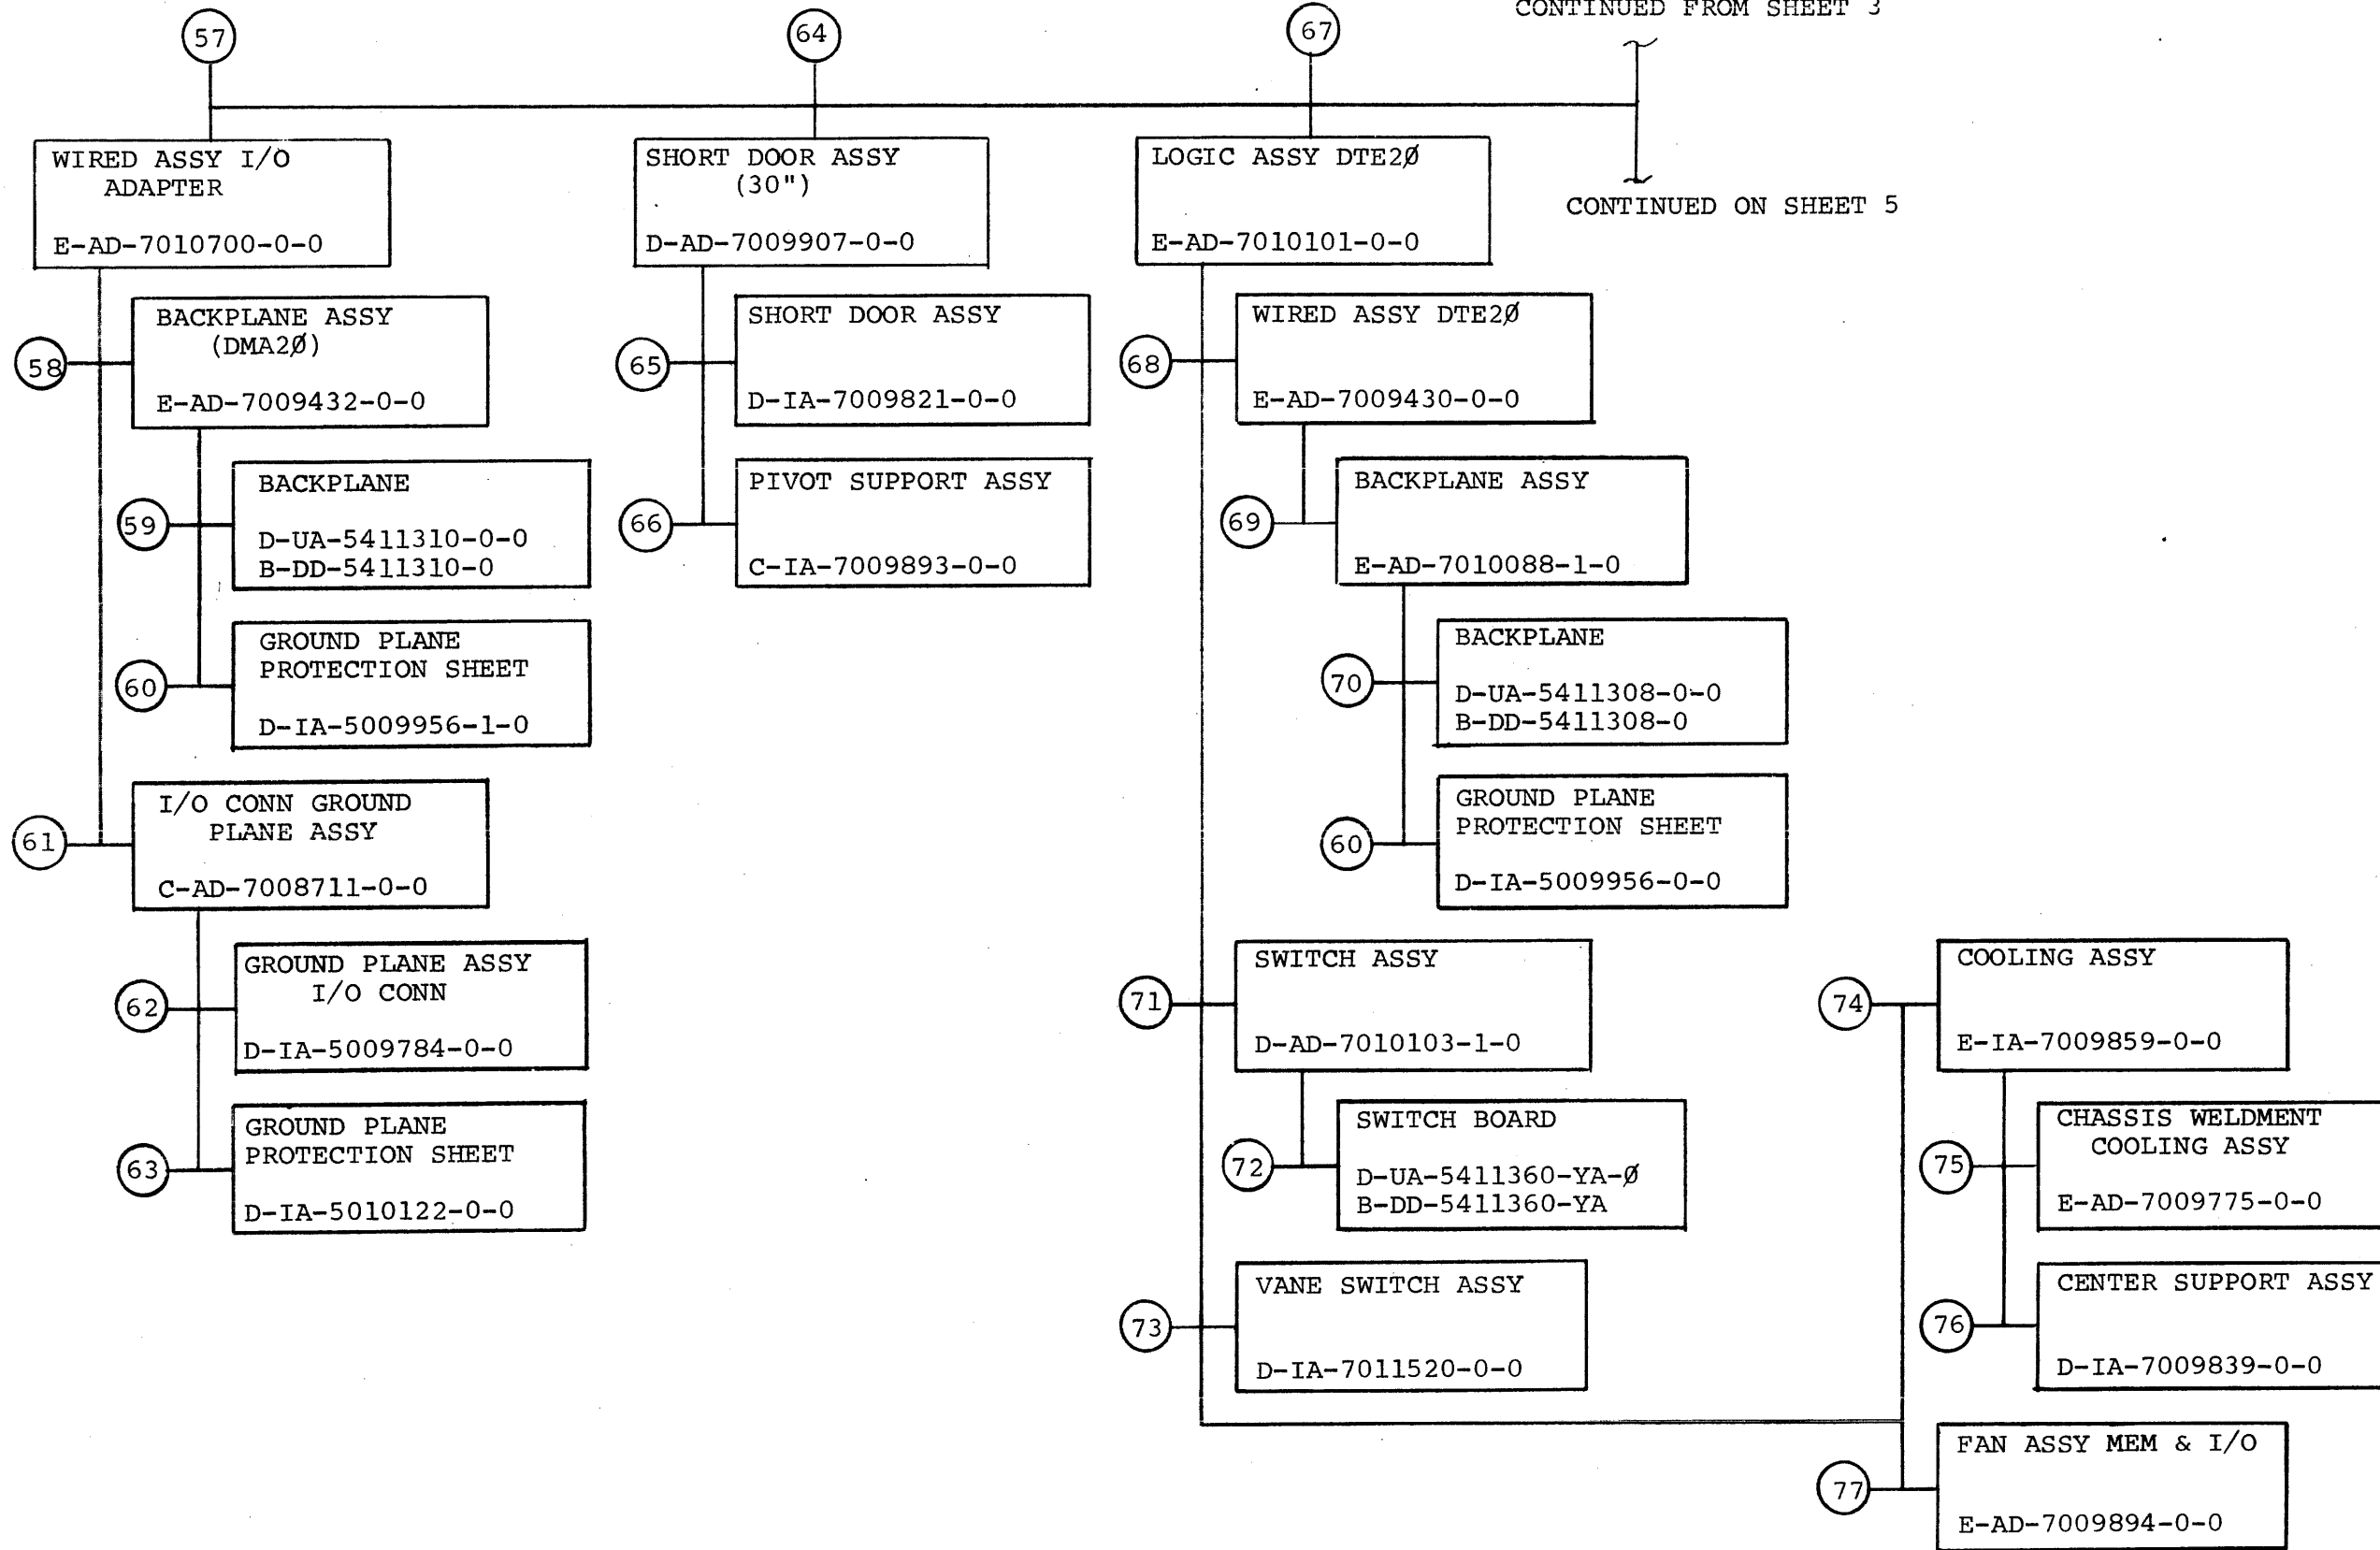 CONTINUED FROM SHEET 3
57
64
67
WIRED ASSY I/O
ADAPTER
E-AD-7010700-0-0
SHORT DOOR ASSY
(30")
D-AD-7009907-0-0
LOGIC ASSY DTE2Ø
E-AD-7010101-0-0
CONTINUED ON SHEET 5
58
BACKPLANE ASSY
(DMA2Ø)
E-AD-7009432-0-0
59
BACKPLANE
D-UA-5411310-0-0
B-DD-5411310-0
60
GROUND PLANE
PROTECTION SHEET
D-IA-5009956-1-0
61
I/O CONN GROUND
PLANE ASSY
C-AD-7008711-0-0
62
GROUND PLANE ASSY
I/O CONN
D-IA-5009784-0-0
63
GROUND PLANE
PROTECTION SHEET
D-IA-5010122-0-0
65
SHORT DOOR ASSY
D-IA-7009821-0-0
66
PIVOT SUPPORT ASSY
C-IA-7009893-0-0
68
WIRED ASSY DTE2Ø
E-AD-7009430-0-0
69
BACKPLANE ASSY
E-AD-7010088-1-0
70
BACKPLANE
D-UA-5411308-0-0
B-DD-5411308-0
60
GROUND PLANE
PROTECTION SHEET
D-IA-5009956-0-0
71
SWITCH ASSY
D-AD-7010103-1-0
72
SWITCH BOARD
D-UA-5411360-YA-Ø
B-DD-5411360-YA
73
VANE SWITCH ASSY
D-IA-7011520-0-0
74
COOLING ASSY
E-IA-7009859-0-0
75
CHASSIS WELDMENT
COOLING ASSY
E-AD-7009775-0-0
76
CENTER SUPPORT ASSY
D-IA-7009839-0-0
77
FAN ASSY MEM & I/O
E-AD-7009894-0-0